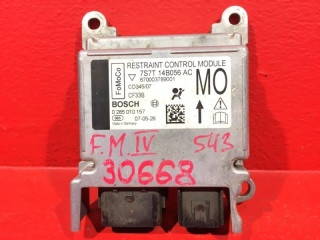 FoMoCo
RESTRAINT CONTROL MODULE
7S7T 14B056 AC
670003789001
CD345/07
CF33B
MO
BOSCH
0 285 010 157
07-05-26
Made in Germany
F.M.IV 543
30668